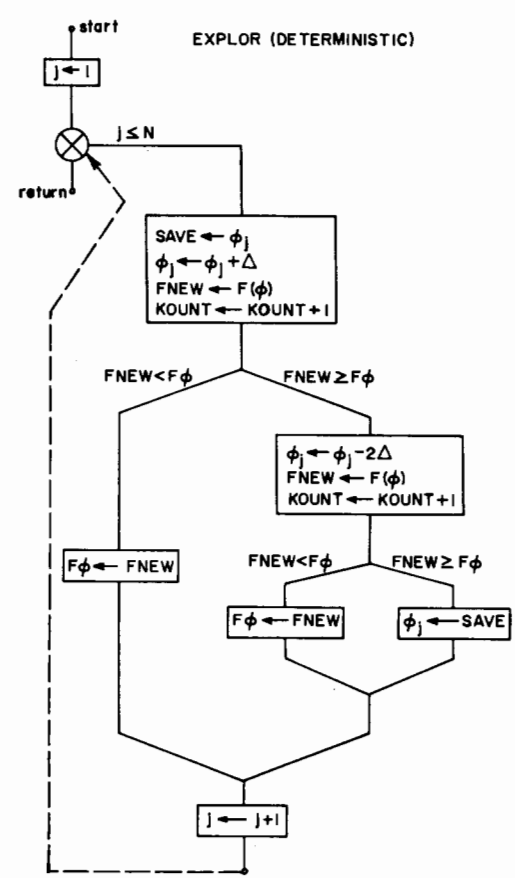 start
EXPLOR (DETERMINISTIC)
j ← 1
j ≤ N
return
SAVE ← ϕj
ϕj ← ϕj + Δ
FNEW ← F(ϕ)
KOUNT ← KOUNT+1
FNEW < Fϕ
FNEW ≥ Fϕ
ϕj ← ϕj - 2Δ
FNEW ← F(ϕ)
KOUNT ← KOUNT+1
FNEW < Fϕ
FNEW ≥ Fϕ
Fϕ ← FNEW
Fϕ ← FNEW
ϕj ← SAVE
j ← j+1